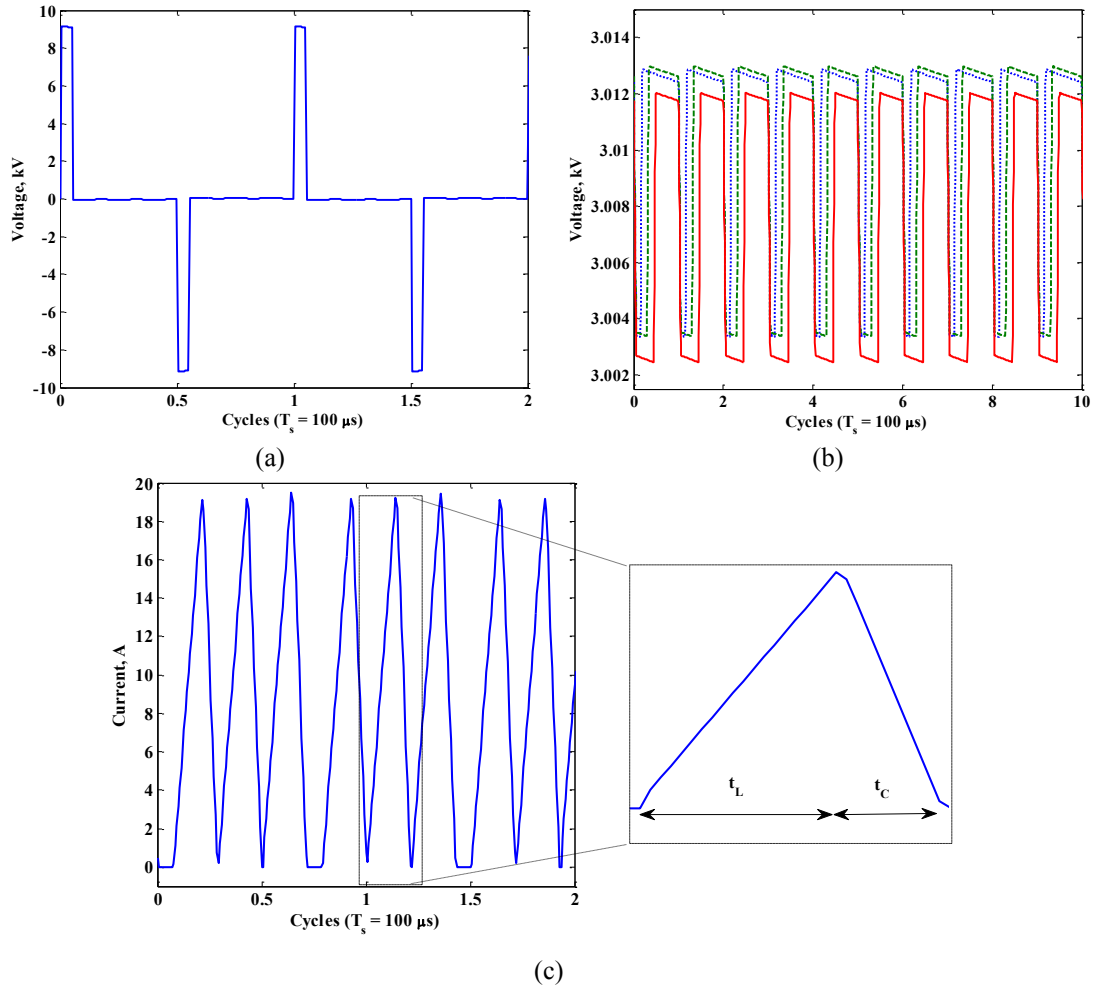 10
8
6
4
2
0
-2
-4
-6
-8
-10
Voltage, kV
0 0.5 1 1.5 2
Cycles (T_s = 100 μs)
(a)
3.014
3.012
3.01
3.008
3.006
3.004
3.002
Voltage, kV
0 2 4 6 8 10
Cycles (T_s = 100 μs)
(b)
20
18
16
14
12
10
8
6
4
2
0
Current, A
0 0.5 1 1.5 2
Cycles (T_s = 100 μs)
t_L t_C
(c)